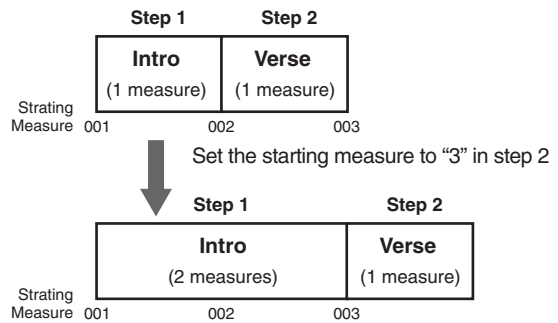 Step 1 Step 2
Intro Verse
(1 measure) (1 measure)
Strating
Measure 001 002 003
Set the starting measure to “3” in step 2
Step 1 Step 2
Intro Verse
(2 measures) (1 measure)
Strating
Measure 001 002 003